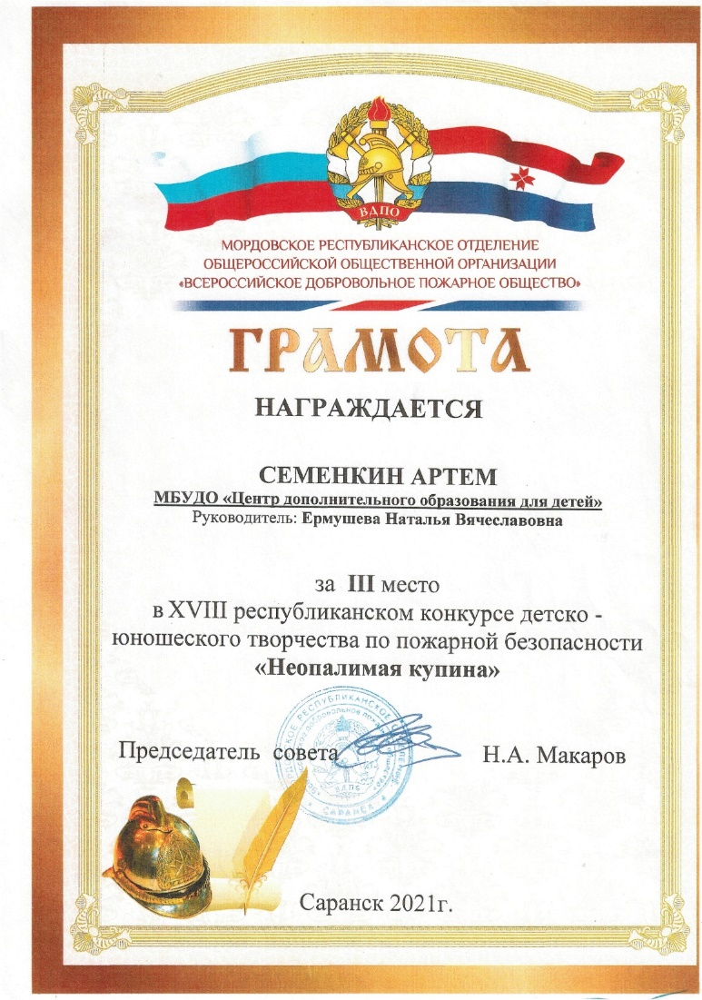 ВДПО
МОРДОВСКОЕ РЕСПУБЛИКАНСКОЕ ОТДЕЛЕНИЕ
ОБЩЕРОССИЙСКОЙ ОБЩЕСТВЕННОЙ ОРГАНИЗАЦИИ
«ВСЕРОССИЙСКОЕ ДОБРОВОЛЬНОЕ ПОЖАРНОЕ ОБЩЕСТВО»
ГРАМОТА
НАГРАЖДАЕТСЯ
СЕМЕНКИН АРТЕМ
МБУДО «Центр дополнительного образования для детей»
Руководитель: Ермушева Наталья Вячеславовна
за III место
в XVIII республиканском конкурсе детско -
юношеского творчества по пожарной безопасности
«Неопалимая купина»
Председатель совета Н.А. Макаров
ВДПО
САРАНСК
Саранск 2021г.